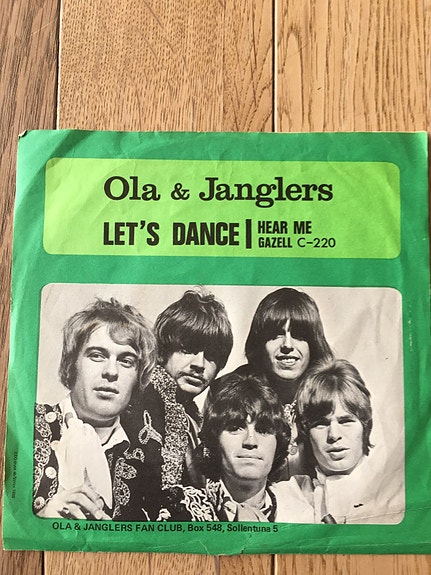 Ola & Janglers
LET'S DANCE
HEAR ME
GAZELL C-220
OLA & JANGLERS FAN CLUB, Box 548, Sollentuna 5